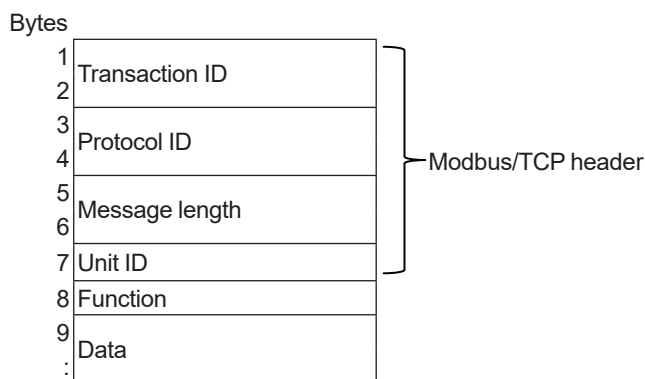 Bytes
1
Transaction ID
2
3
Protocol ID
4
Modbus/TCP header
5
Message length
6
7 Unit ID
8 Function
9
Data
: